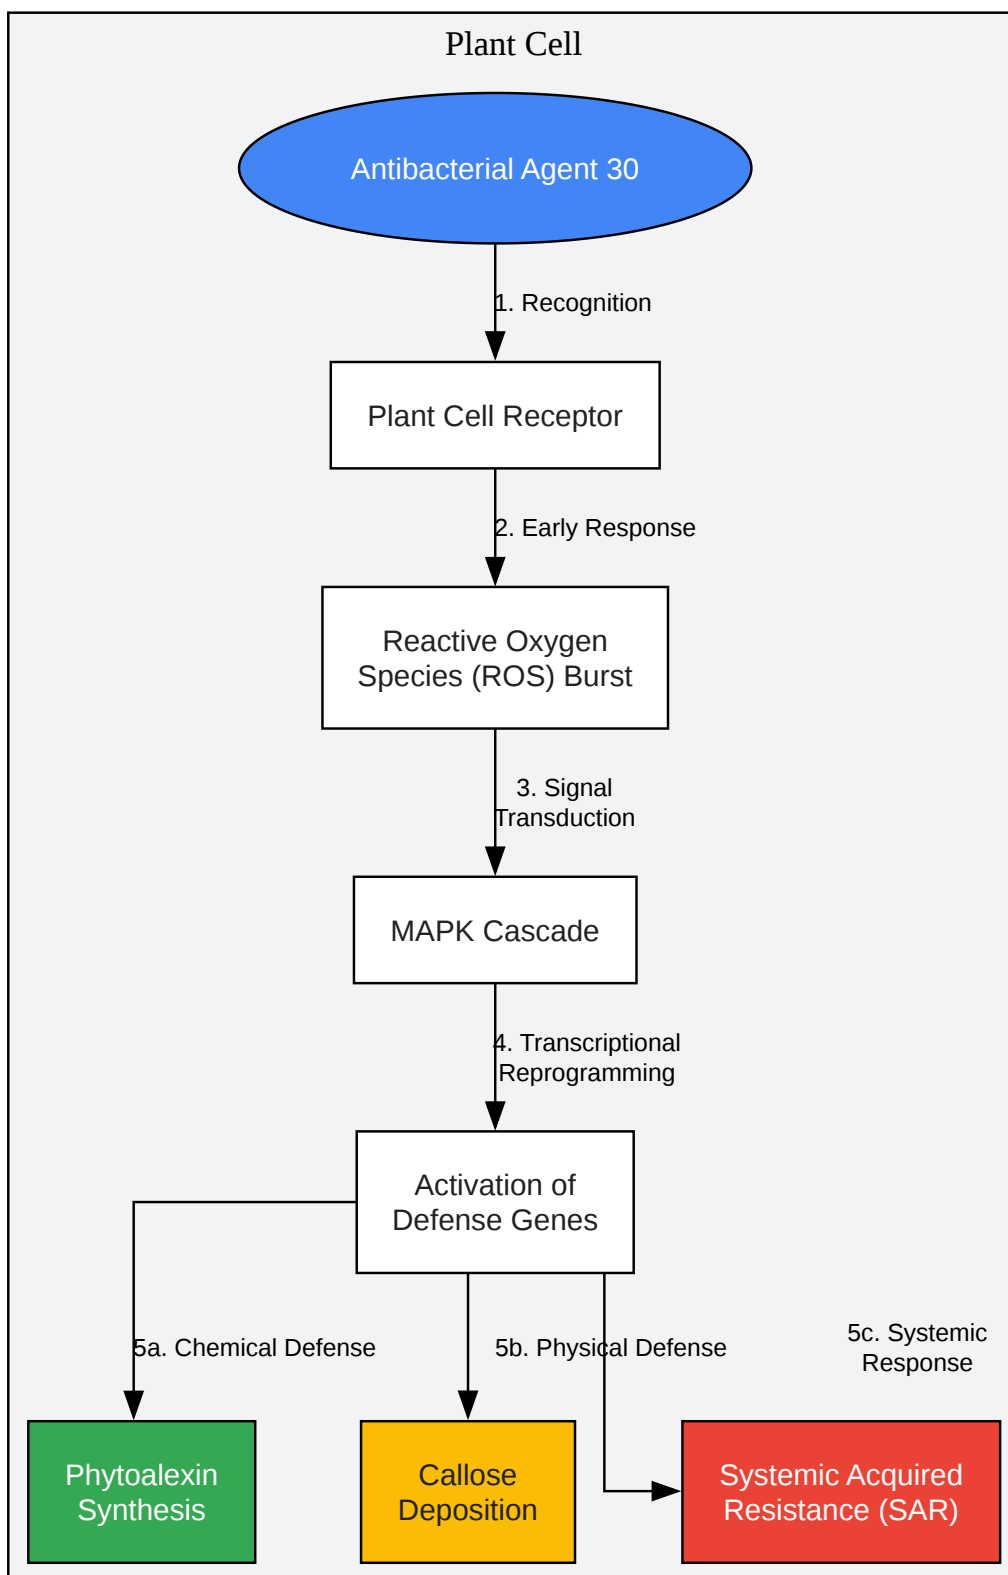 Plant Cell
Antibacterial Agent 30
1. Recognition
Plant Cell Receptor
2. Early Response
Reactive Oxygen
Species (ROS) Burst
3. Signal
Transduction
MAPK Cascade
4. Transcriptional
Reprogramming
Activation of
Defense Genes
5a. Chemical Defense
5b. Physical Defense
5c. Systemic
Response
Phytoalexin
Synthesis
Callose
Deposition
Systemic Acquired
Resistance (SAR)